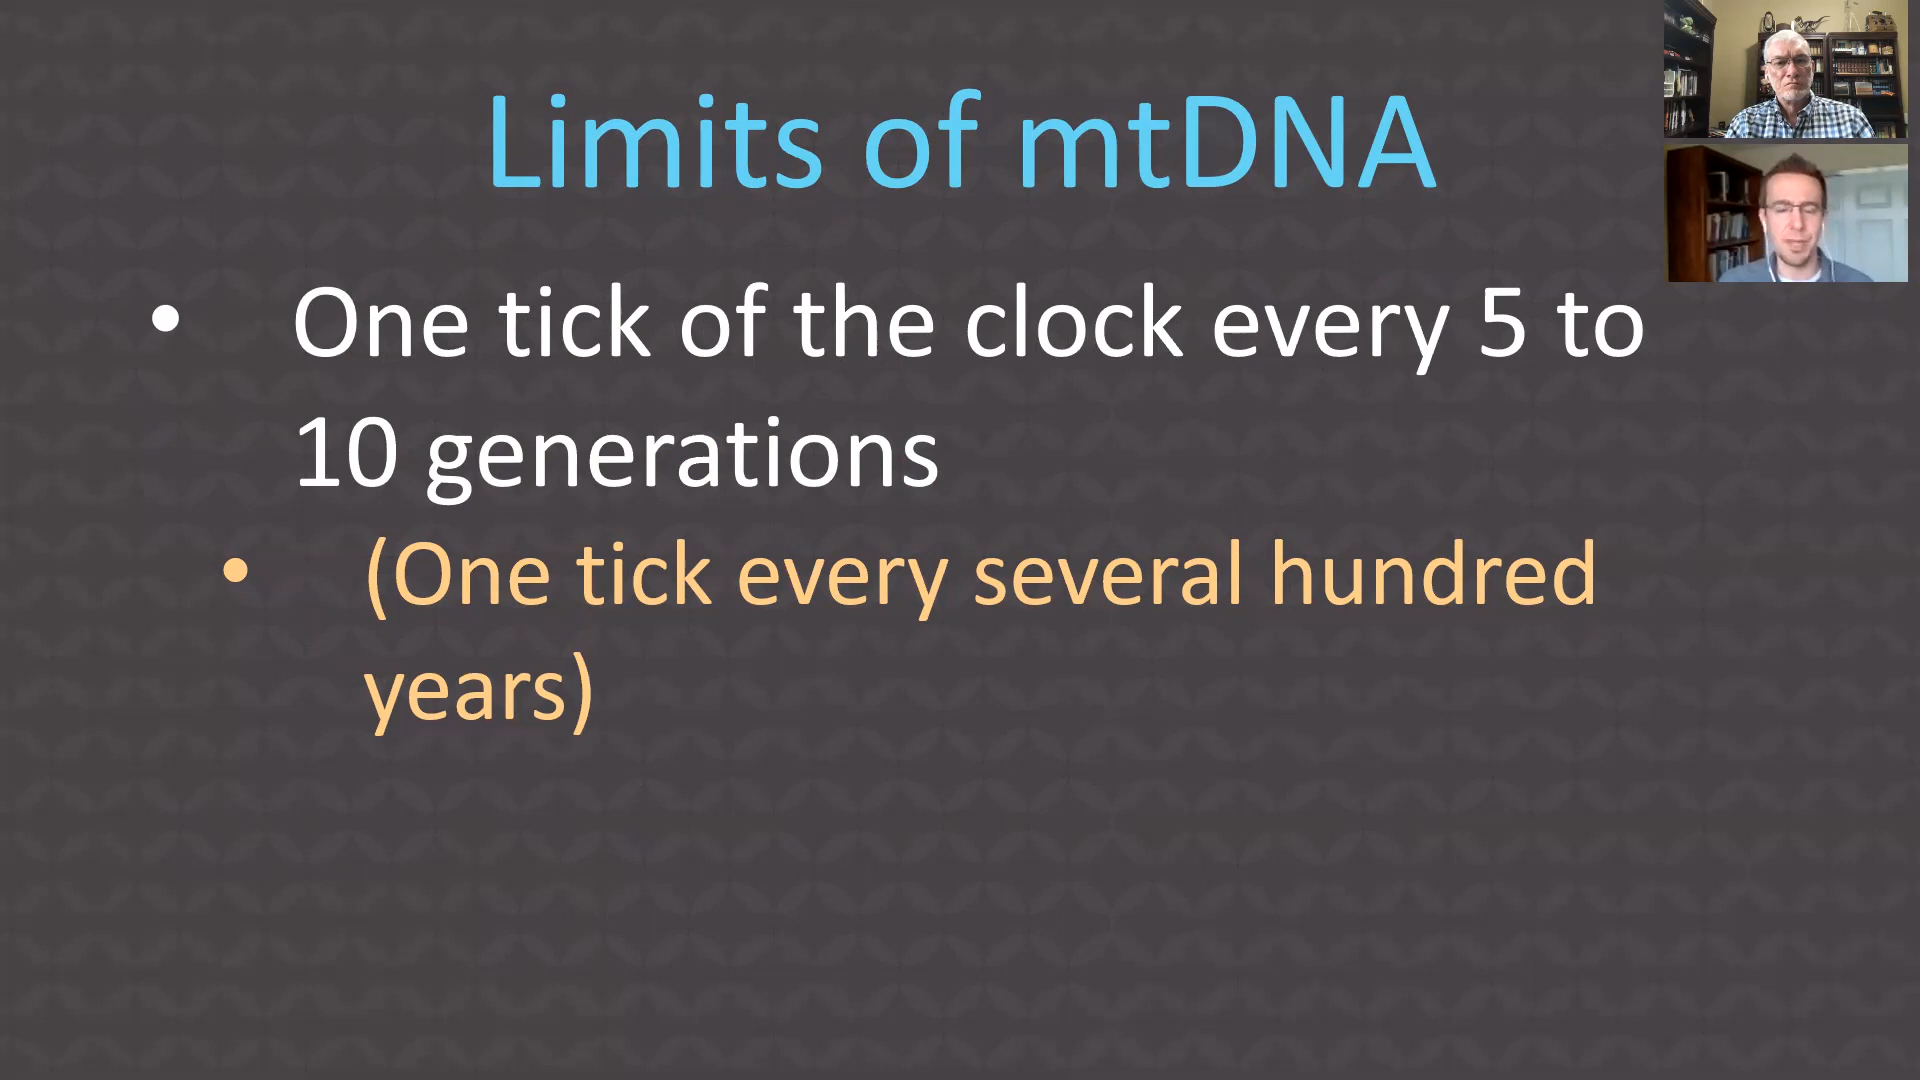 Limits of mtDNA
• One tick of the clock every 5 to
10 generations
• (One tick every several hundred
years)